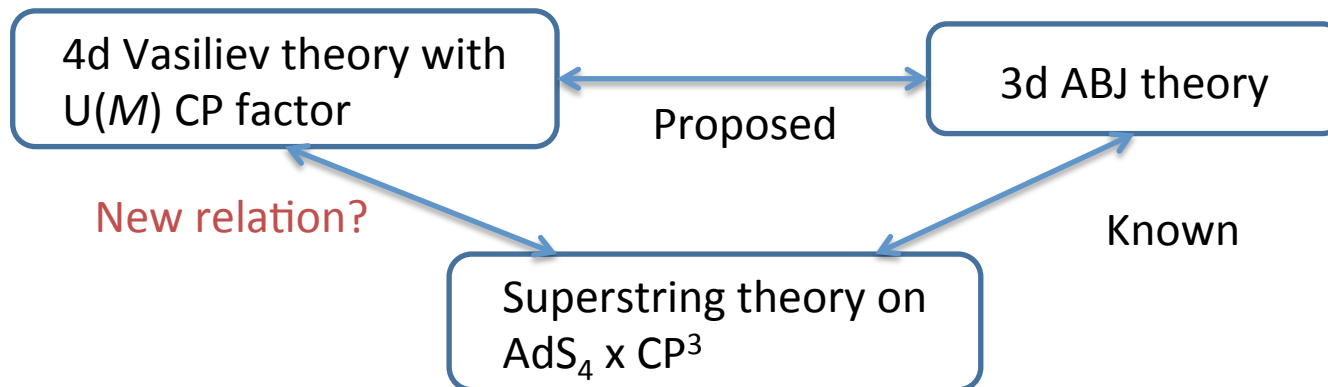 4d Vasiliev theory with
U(M) CP factor
3d ABJ theory
Proposed
New relation?
Known
Superstring theory on
AdS₄ x CP³